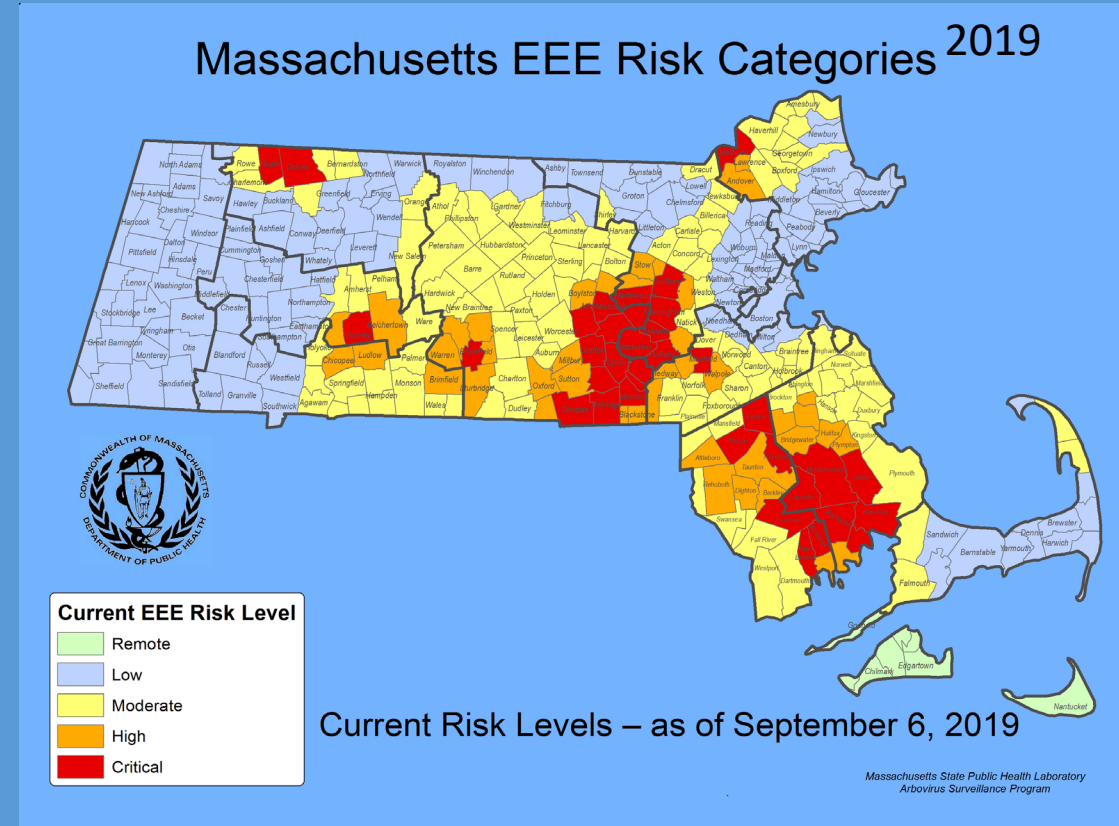 Massachusetts EEE Risk Categories 2019
Amesbury
Haverhill
Newbury
Georgetown
Lawrence
Boxford
Ipswich
Andover
Hamilton
Gloucester
Middleton
Beverly
Peabody
Lynn
North Adams
Rowe
Bernardston
Northfield
Warwick
Royalston
Winchendon
Ashby
Townsend
Dunstable
Dracut
Lowell
Tewksbury
Adams
New Ashford
Savoy
Charlemont
Hawley
Buckland
Greenfield
Erving
Orange
Athol
Phillipston
Gardner
Westminster
Fitchburg
Leominster
Shirley
Groton
Chelmsford
Billerica
Reading
Cheshire
Hancock
Windsor
Plainfield
Ashfield
Conway
Deerfield
Wendell
Leverett
New Salem
Petersham
Hubbardston
Princeton
Sterling
Lancaster
Harvard
Littleton
Carlisle
Acton
Concord
Bolton
Lexington
Woburn
Medford
Dalton
Pittsfield
Hinsdale
Peru
Cummington
Goshen
Whately
Lenox
Washington
Middlefield
Chesterfield
Hatfield
Amherst
Pelham
Barre
Rutland
Holden
Stow
Waltham
Weston
Newton
Boston
Stockbridge
Lee
Becket
Chester
Huntington
Northampton
Easthampton
Southampton
Belchertown
Ware
Hardwick
New Braintree
Paxton
Spencer
Leicester
Worcester
Boylston
Natick
Needham
Dedham
Milton
Dover
Great Barrington
Tyringham
Monterey
Otis
Blandford
Russell
Westfield
Holyoke
Chicopee
Ludlow
Palmer
Warren
Auburn
Millbury
Norwood
Canton
Braintree
Hingham
Scituate
Sheffield
Sandisfield
Tolland
Granville
Southwick
Agawam
Springfield
Hampden
Monson
Wales
Brimfield
Sturbridge
Charlton
Dudley
Oxford
Sutton
Blackstone
Medway
Franklin
Norfolk
Walpole
Sharon
Foxborough
Plainville
Mansfield
Holbrook
Abington
Brockton
Norwell
Marshfield
Hanson
Duxbury
Bridgewater
Halifax
Kingston
Plympton
Plymouth
Attleboro
Taunton
Rehoboth
Dighton
Berkley
Swansea
Fall River
Westport
Dartmouth
Sandwich
Barnstable
Yarmouth
Dennis
Brewster
Harwich
Falmouth
Gosnold
Chilmark
Edgartown
Nantucket
COMMONWEALTH OF MASSACHUSETTS
DEPARTMENT OF PUBLIC HEALTH
Current EEE Risk Level
Remote
Low
Moderate
High
Critical
Current Risk Levels – as of September 6, 2019
Massachusetts State Public Health Laboratory
Arbovirus Surveillance Program